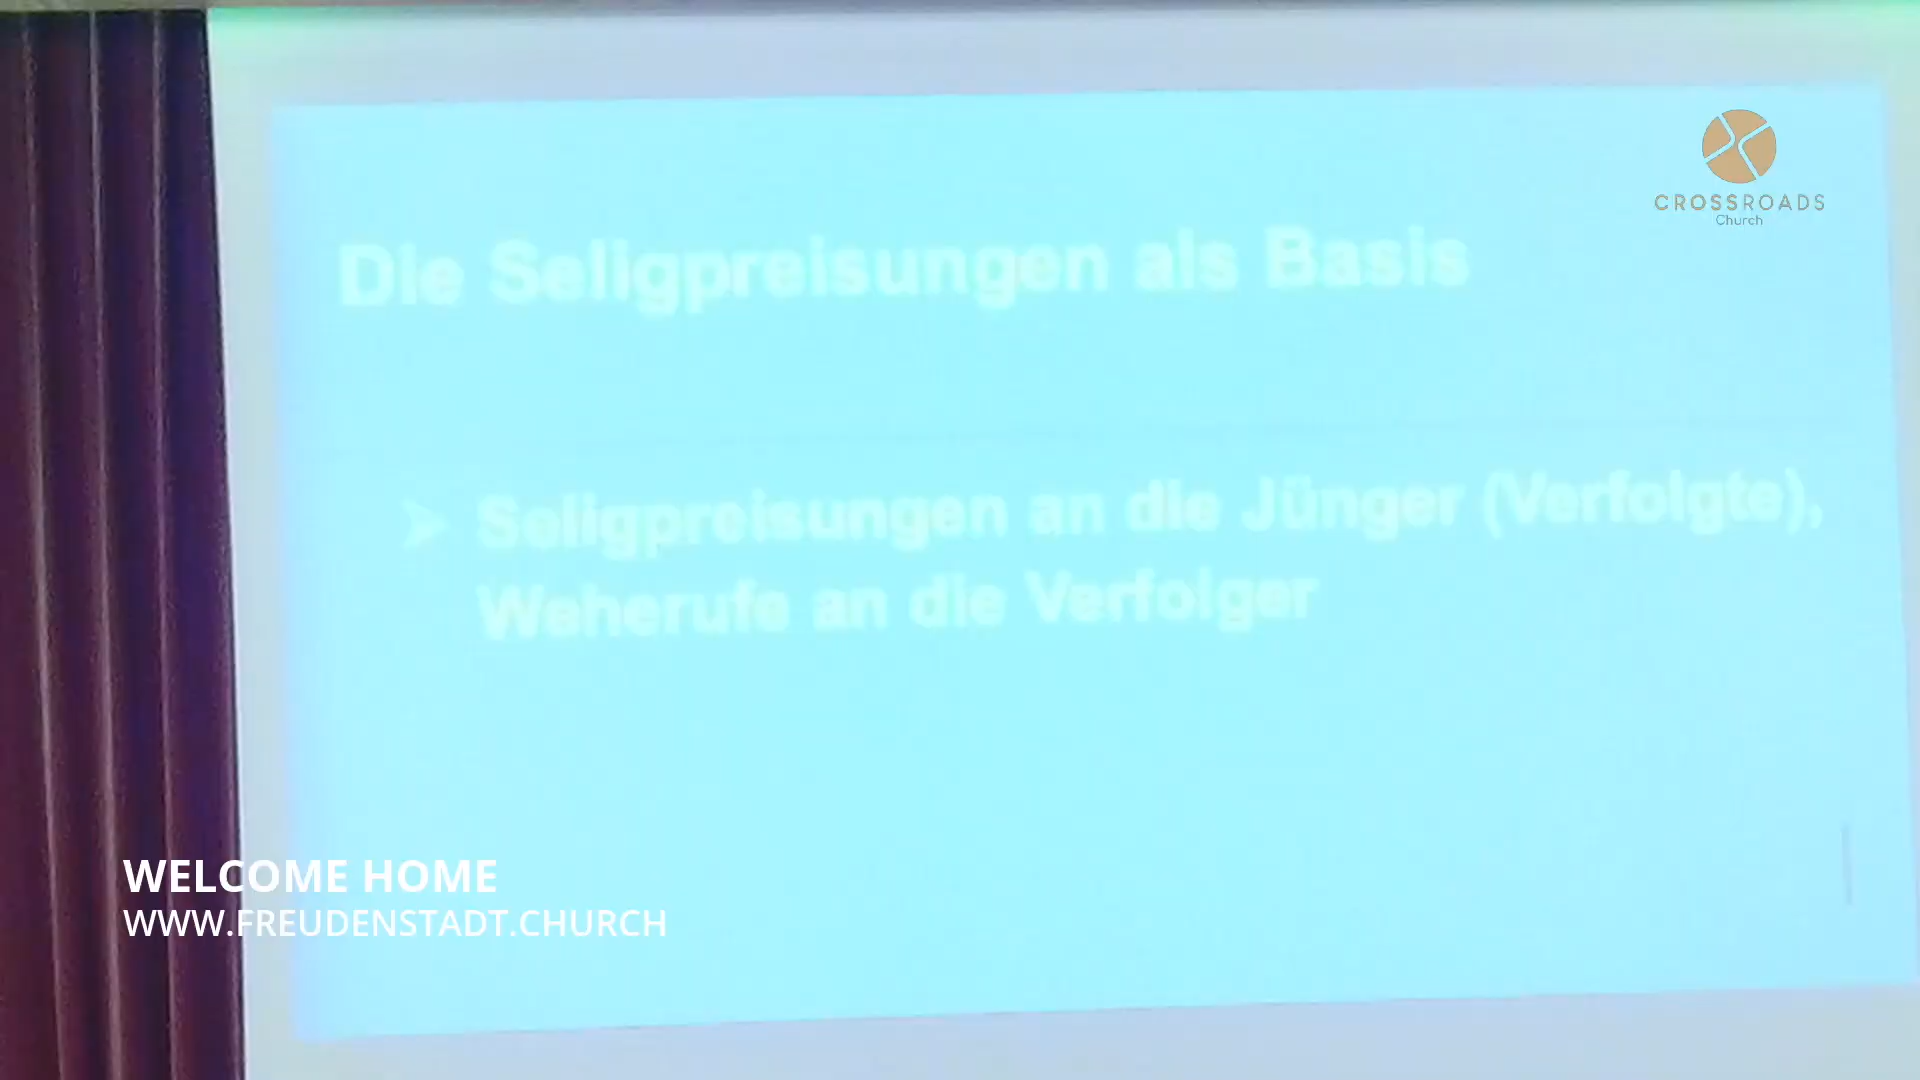 CROSSROADS
Church
Die Seligpreisungen als Basis
➤ Seligpreisungen an die Jünger (Verfolgte),
Weherufe an die Verfolger
WELCOME HOME
WWW.FREUDENSTADT.CHURCH